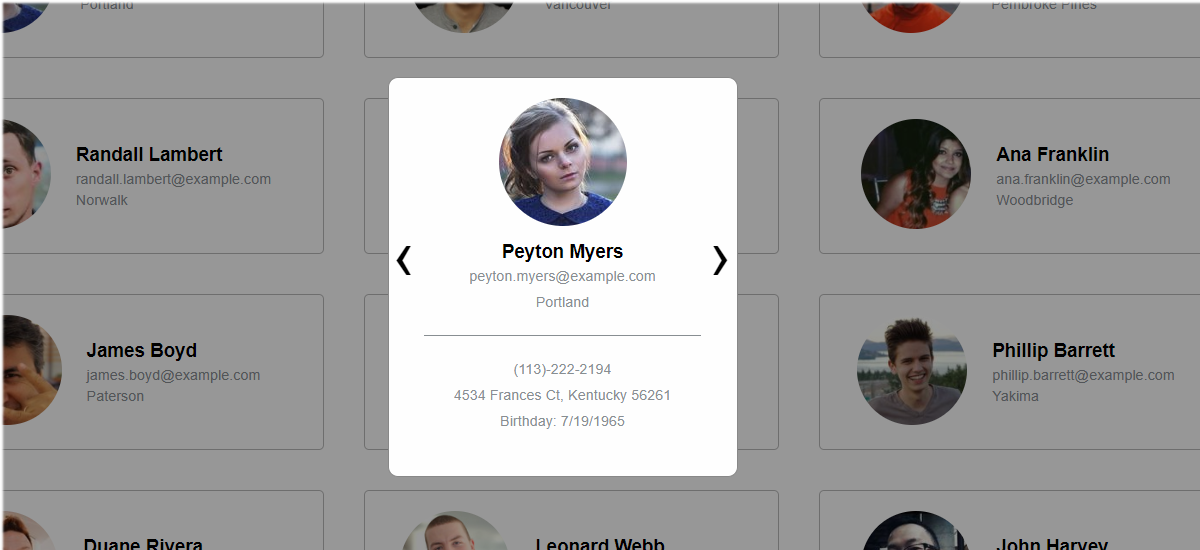 Portland
Vancouver
Pembroke Pines
Randall Lambert
randall.lambert@example.com
Norwalk
Peyton Myers
peyton.myers@example.com
Portland
(113)-222-2194
4534 Frances Ct, Kentucky 56261
Birthday: 7/19/1965
Ana Franklin
ana.franklin@example.com
Woodbridge
James Boyd
james.boyd@example.com
Paterson
Phillip Barrett
phillip.barrett@example.com
Yakima
Duane Rivera
Leonard Webb
John Harvey